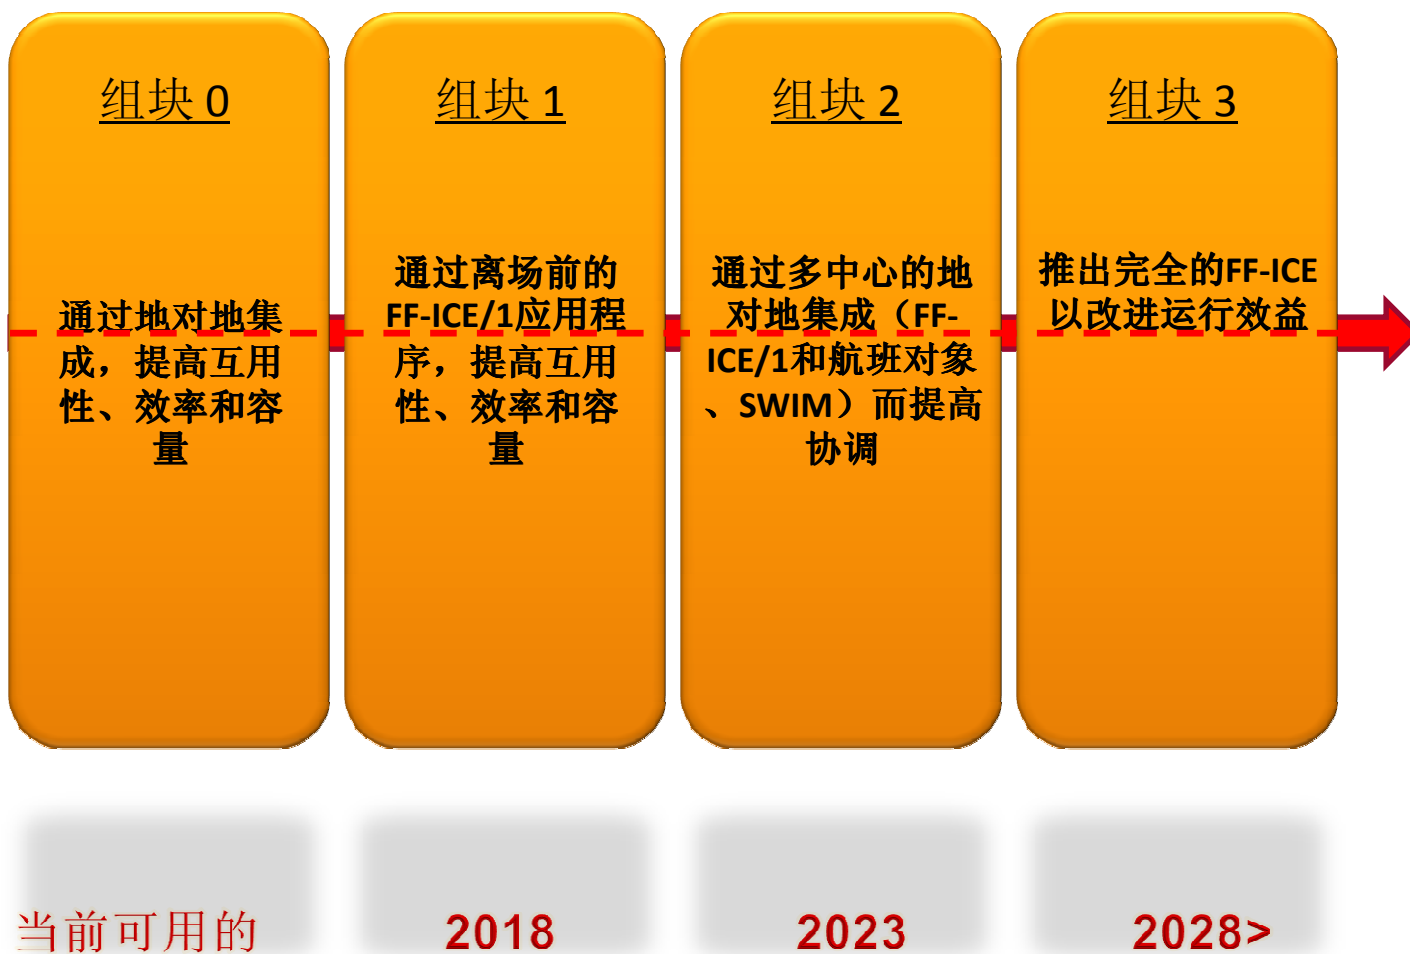 组块 0
通过地对地集
成，提高互用
性、效率和容
量
组块 1
通过离场前的
FF-ICE/1应用程
序，提高互用
性、效率和容
量
组块 2
通过多中心的地
对地集成（FF-
ICE/1和航班对象
、SWIM）而提高
协调
组块 3
推出完全的FF-ICE
以改进运行效益
当前可用的
2018
2023
2028>